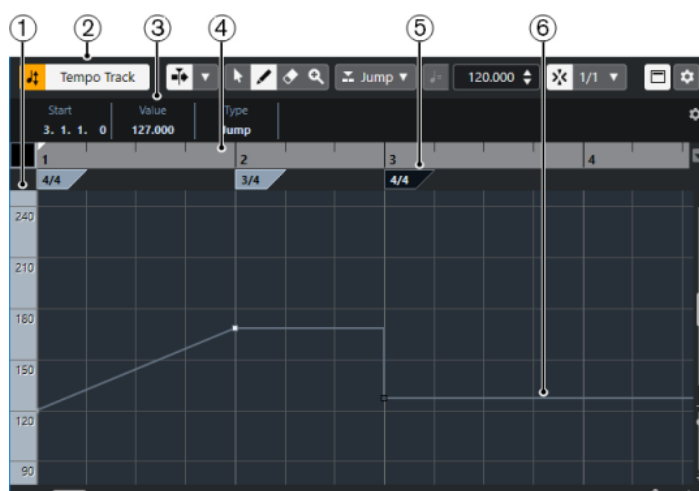 ① ② ③ ④ ⑤ ⑥
Tempo Track Jump 120.000 1/1
Start Value Type
3. 1. 1. 0 127.000 Jump
1 2 3 4
4/4 3/4 4/4
240
210
180
150
120
90